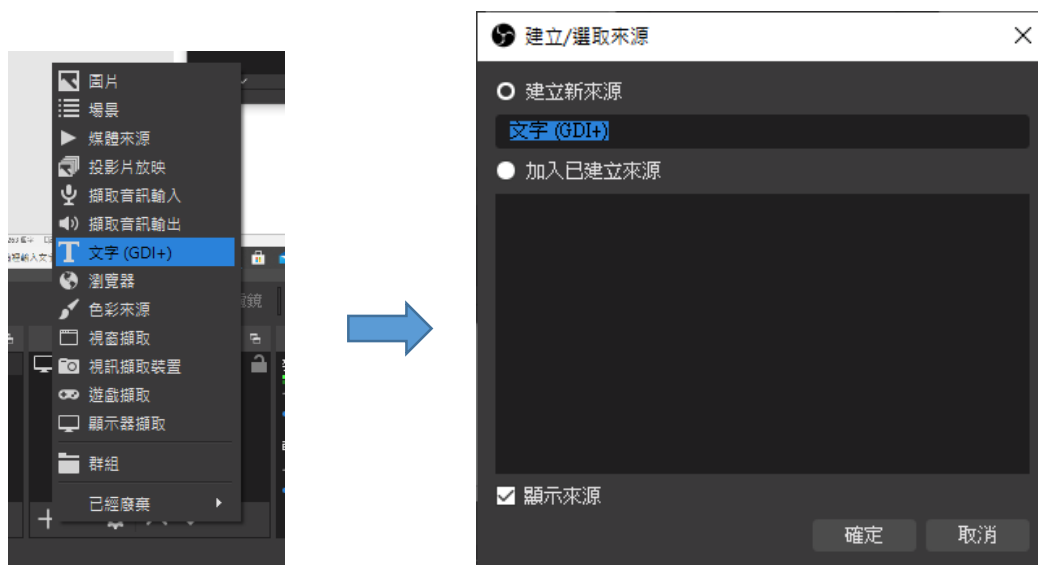 圖片
場景
媒體來源
投影片放映
擷取音訊輸入
擷取音訊輸出
文字 (GDI+)
瀏覽器
色彩來源
視窗擷取
視訊擷取裝置
遊戲擷取
顯示器擷取
群組
已經廢棄
鏡
建立/選取來源
建立新來源
文字 (GDI+)
加入已建立來源
顯示來源
確定
取消